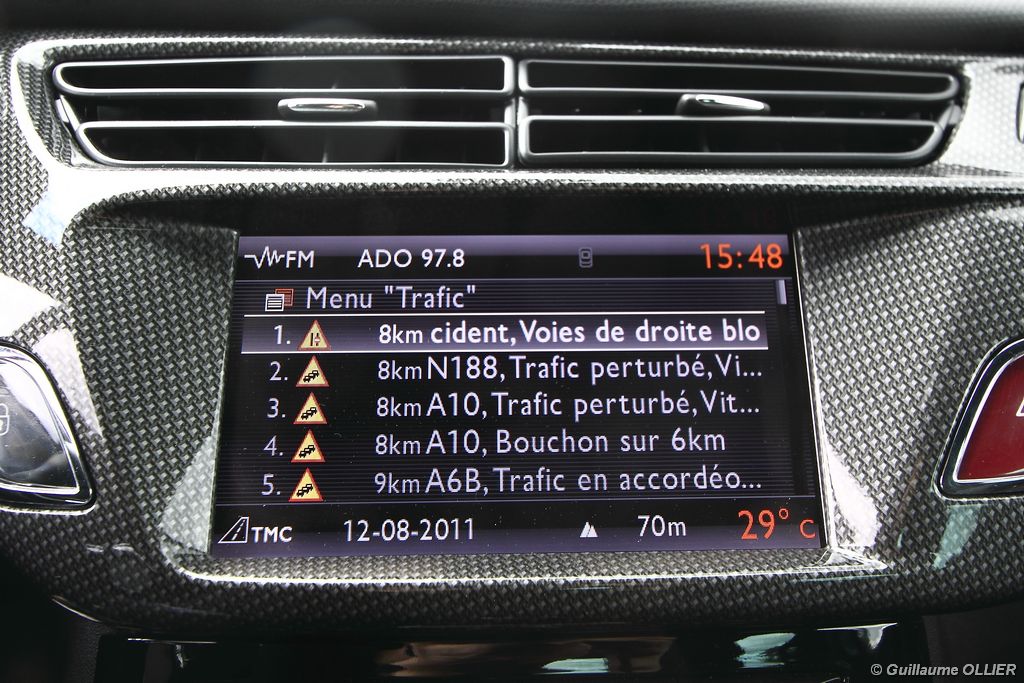 FM ADO 97.8 15:48
Menu "Trafic"
1. 8km cident, Voies de droite blo
2. 8km N188, Trafic perturbé, Vi...
3. 8km A10, Trafic perturbé, Vit...
4. 8km A10, Bouchon sur 6km
5. 9km A6B, Trafic en accordéo...
TMC 12-08-2011 70m 29° C
© Guillaume OLLIER